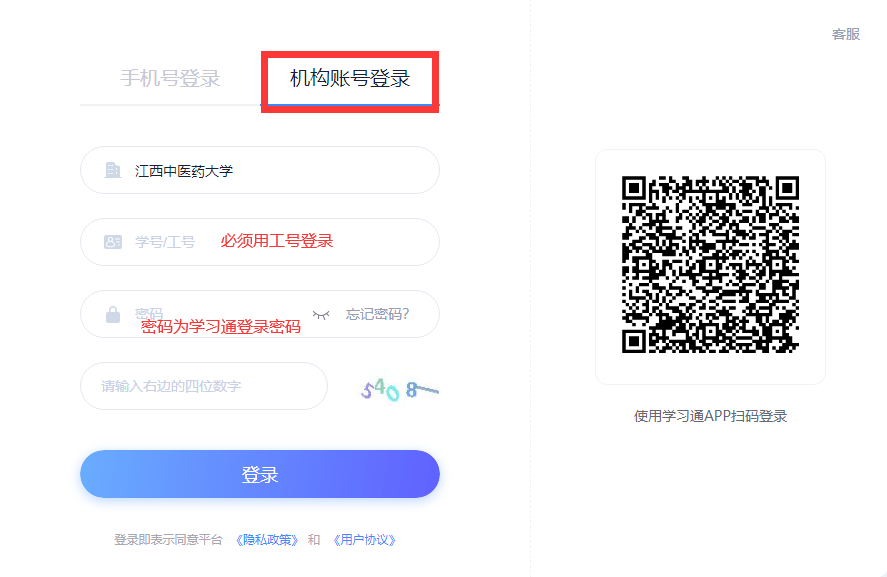 客服
手机号登录
机构账号登录
江西中医药大学
学号/工号
必须用工号登录
密码
忘记密码?
密码为学习通登录密码
请输入右边的四位数字
5408
登录
使用学习通APP扫码登录
登录即表示同意平台 《隐私政策》 和 《用户协议》